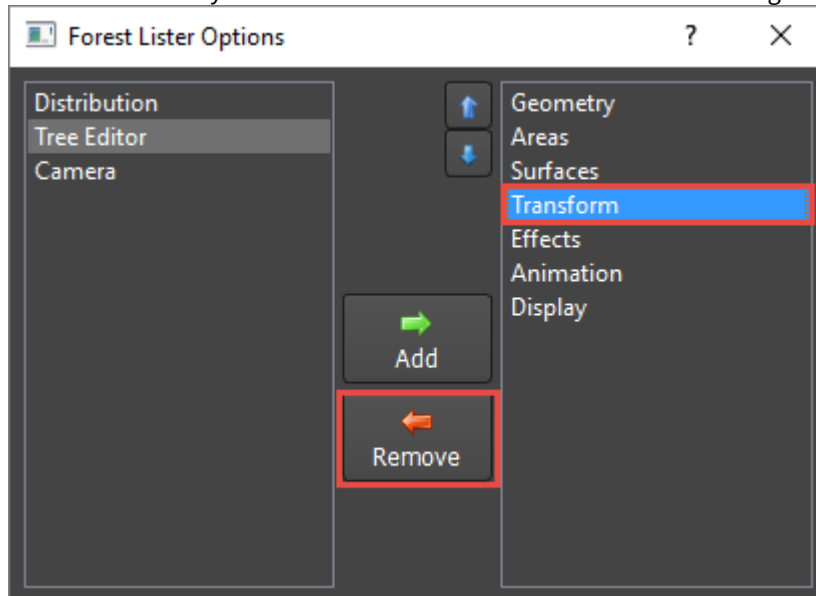 Forest Lister Options
?
Distribution
Tree Editor
Camera
Add
Remove
Geometry
Areas
Surfaces
Transform
Effects
Animation
Display